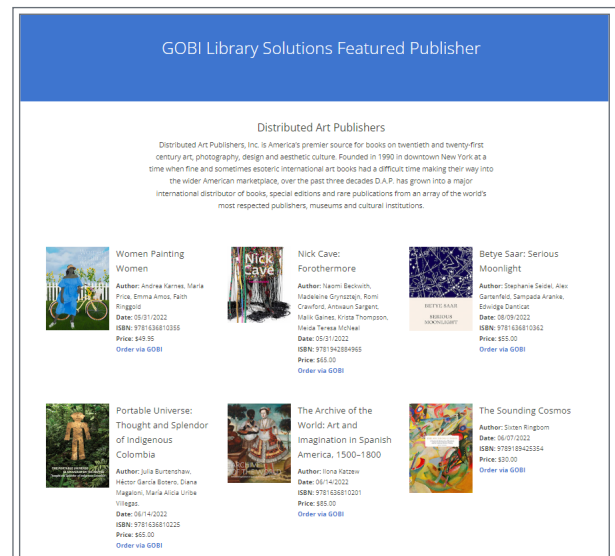 GOBI Library Solutions Featured Publisher
Distributed Art Publishers
Distributed Art Publishers, Inc. is America's premier source for books on twentieth and twenty-first
century art, photography, design and aesthetic culture. Founded in 1990 in downtown New York at a
time when fine and sometimes esoteric international art books had a difficult time making their way into
the wider American marketplace, over the past three decades D.A.P. has grown into a major
international distributor of books, special editions and rare publications from an array of the world's
most respected publishers, museums and cultural institutions.
Women Painting
Women
Author: Andrea Karnes, Marla
Price, Emma Amos, Faith
Ringgold
Date: 05/31/2022
ISBN: 9781636810355
Price: $49.95
Order via GOBI
Nick
Cave
Nick Cave:
Forothermore
Author: Naomi Beckwith,
Madeleine Grynsztejn, Romi
Crawford, Antwaun Sargent,
Malik Gaines, Krista Thompson,
Meida Teresa McNeal
Date: 05/31/2022
ISBN: 9781942884965
Price: $65.00
Order via GOBI
BETYE SAAR
SERIOUS
MOONLIGHT
Betye Saar: Serious
Moonlight
Author: Stephanie Seidel, Alex
Gartenfeld, Sampada Aranke,
Edwidge Danticat
Date: 08/09/2022
ISBN: 9781636810362
Price: $55.00
Order via GOBI
Portable Universe:
Thought and Splendor
of Indigenous
Colombia
Author: Julia Burtenshaw,
Héctor García Botero, Diana
Magaloni, María Alicia Uribe
Villegas.
Date: 06/14/2022
ISBN: 9781636810225
Price: $65.00
Order via GOBI
The Archive of the
World: Art and
Imagination in Spanish
America, 1500–1800
Author: Ilona Katzew
Date: 06/14/2022
ISBN: 9781636810201
Price: $85.00
Order via GOBI
The Sounding Cosmos
Author: Sixten Ringbom
Date: 06/07/2022
ISBN: 9789189425354
Price: $30.00
Order via GOBI